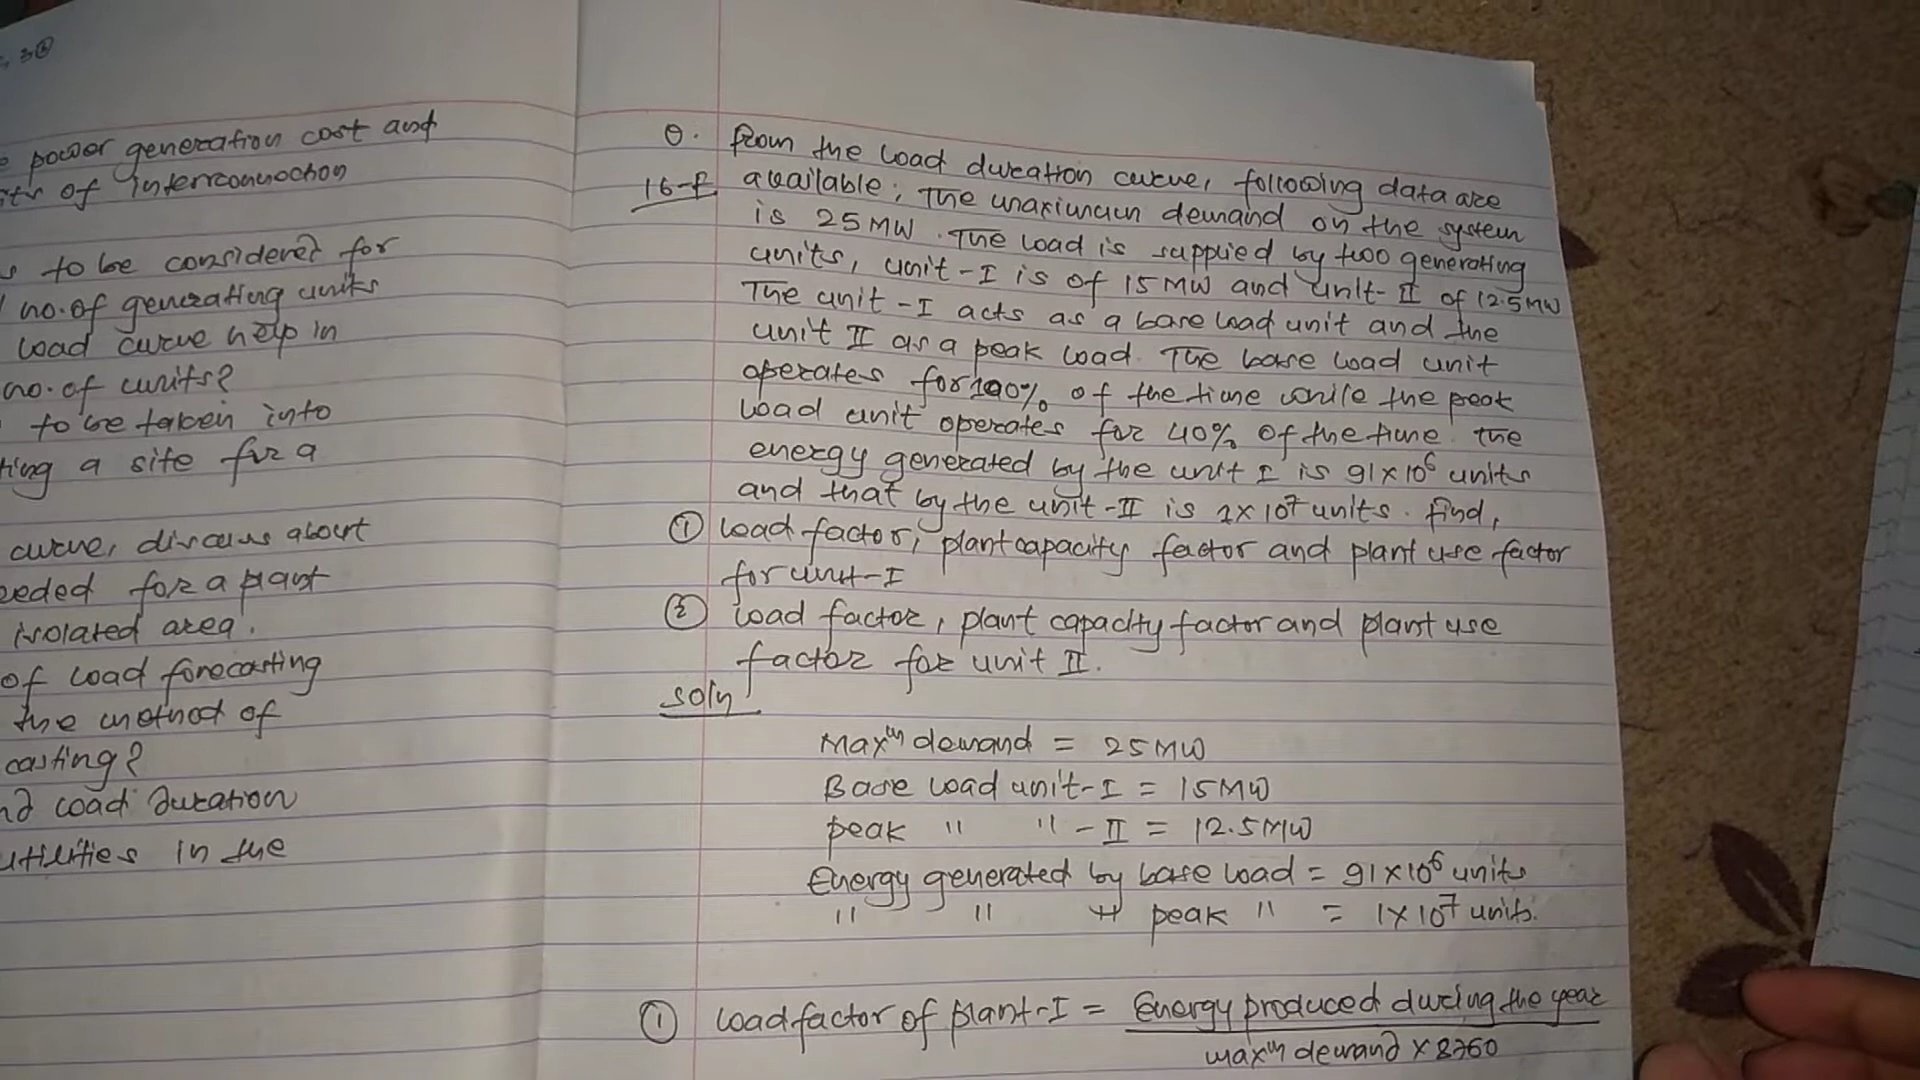 power generation cost and
of interconnection
to be considered for
no. of generating units
load curve help in
no. of units?
to be taken into
ting a site for a
curve, discuss about
eeded for a plant
isolated area.
of load forecasting
the method of
casting?
nd load duration
utilities in the
Q. From the load duration curve, following data are
16-F available; The maximum demand on the system
is 25 MW. The load is supplied by two generating
units, unit-I is of 15 MW and unit-II of 12.5 MW
The unit-I acts as a base load unit and the
unit II as a peak load. The base load unit
operates for 100% of the time while the peak
load unit operates for 40% of the time. The
energy generated by the unit I is 91×10⁶ units
and that by the unit-II is 1×10⁷ units. Find,
① Load factor, plant capacity factor and plant use factor
for unit-I
② Load factor, plant capacity factor and plant use
factor for unit II.
Soln
Maxᵐ demand = 25 MW
Base load unit-I = 15 MW
peak " " - II = 12.5 MW
Energy generated by base load = 91×10⁶ units
" " " peak " = 1×10⁷ units.
① Load factor of plant-I = Energy produced during the year
maxᵐ demand × 8760